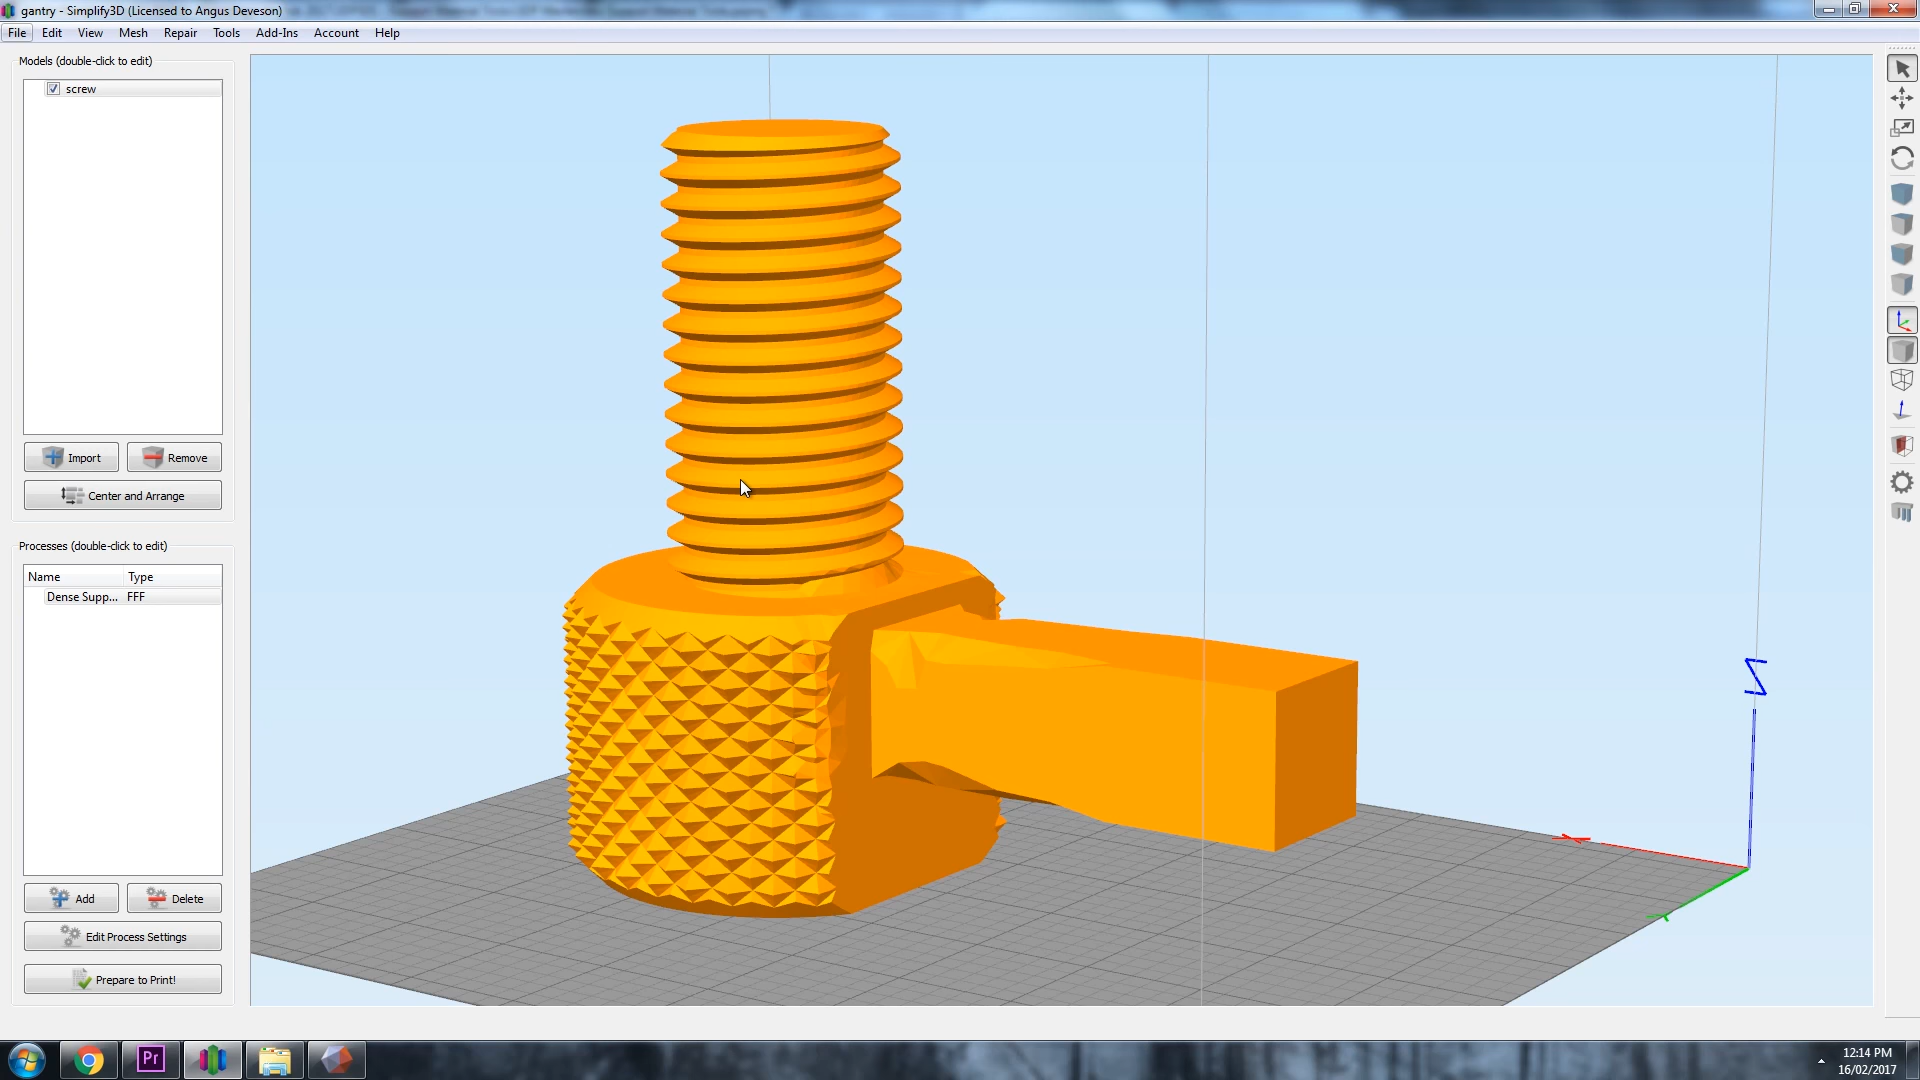 gantry - Simplify3D (Licensed to Angus Deveson)
File Edit View Mesh Repair Tools Add-Ins Account Help
Models (double-click to edit)
screw
Import Remove
Center and Arrange
Processes (double-click to edit)
Name Type
Dense Supp... FFF
Add Delete
Edit Process Settings
Prepare to Print!
Z
Pr
12:14 PM
16/02/2017